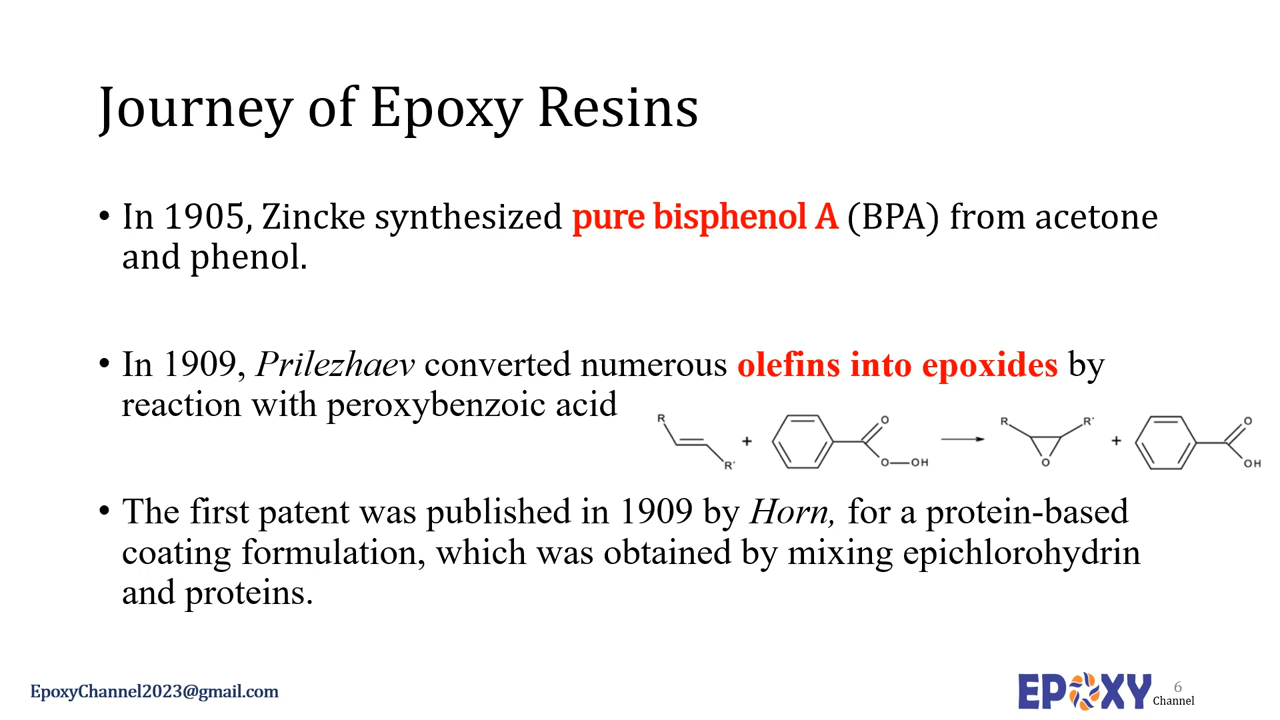 Journey of Epoxy Resins
• In 1905, Zincke synthesized pure bisphenol A (BPA) from acetone
and phenol.
• In 1909, Prilezhaev converted numerous olefins into epoxides by
reaction with peroxybenzoic acid
R R' + O O OH R R' O + O OH
• The first patent was published in 1909 by Horn, for a protein-based
coating formulation, which was obtained by mixing epichlorohydrin
and proteins.
EpoxyChannel2023@gmail.com
EPOXY Channel
6